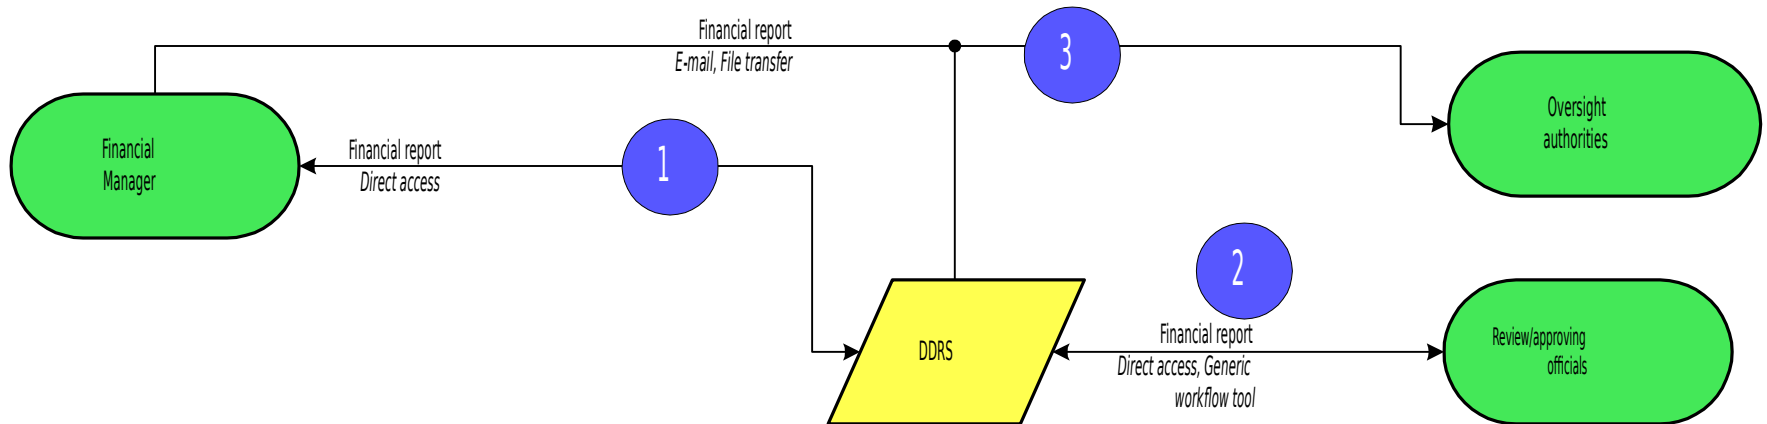 Financial report
E-mail, File transfer
3
Oversight
authorities
Financial
Manager
Financial report
Direct access
1
2
Financial report
Direct access, Generic
workflow tool
DDRS
Review/approving
officials